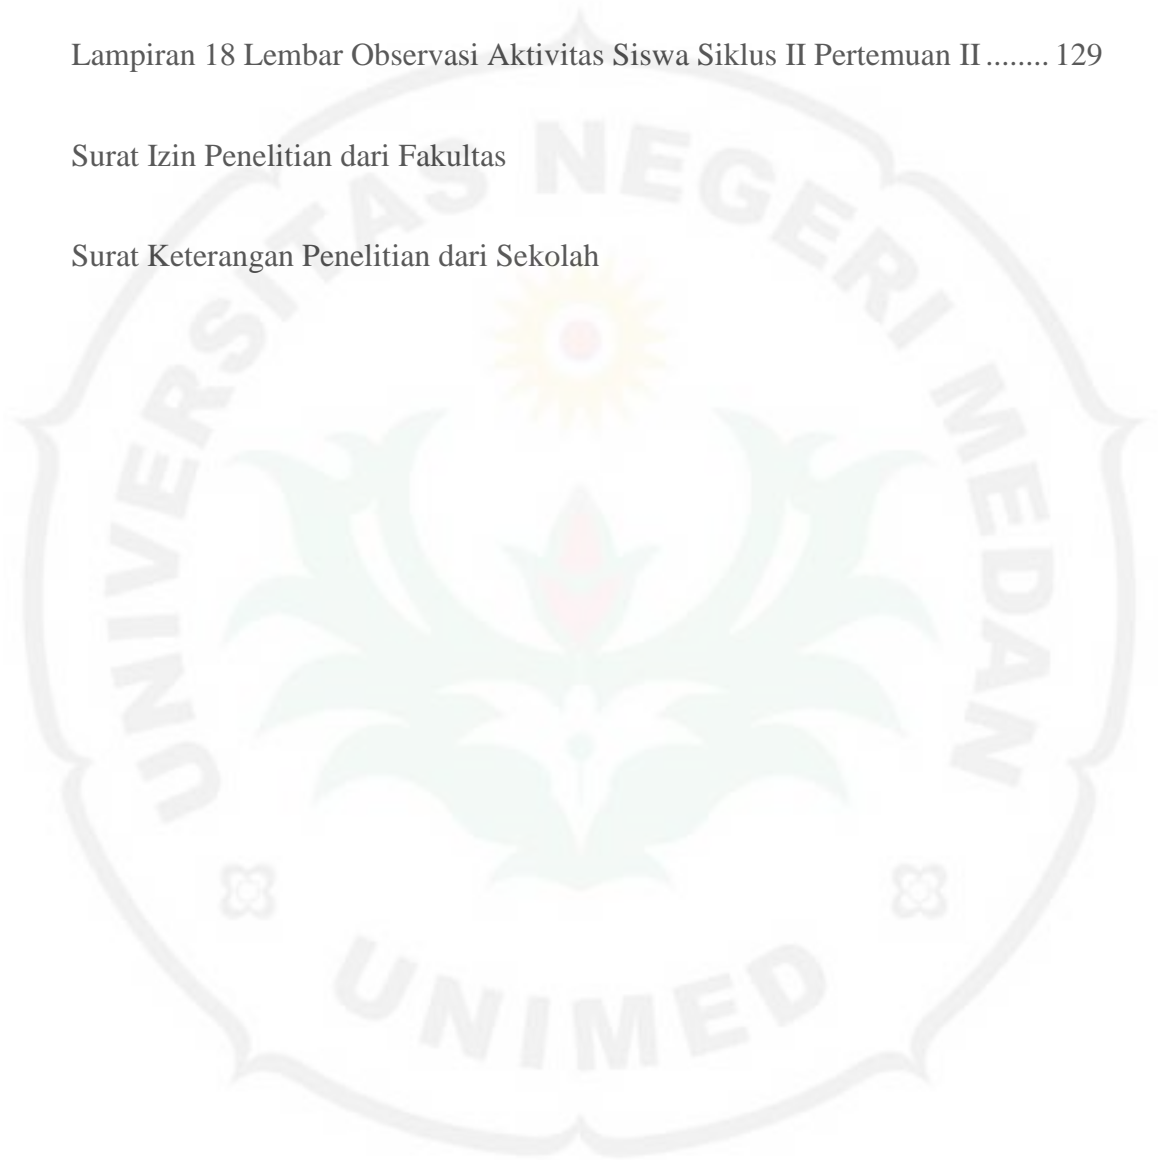 Lampiran 18 Lembar Observasi Aktivitas Siswa Siklus II Pertemuan II ........ 129
Surat Izin Penelitian dari Fakultas
Surat Keterangan Penelitian dari Sekolah
UNIVERSITAS NEGERI MEDAN
UNIMED